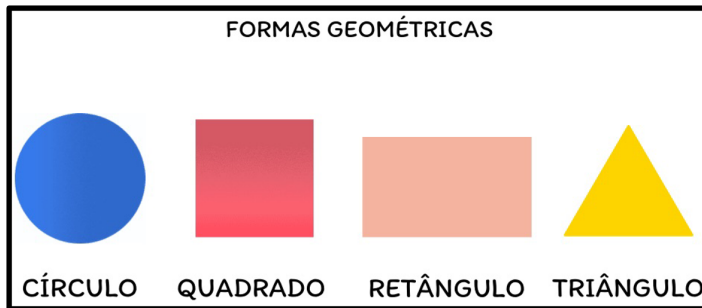 FORMAS GEOMÉTRICAS
CÍRCULO QUADRADO RETÂNGULO TRIÂNGULO